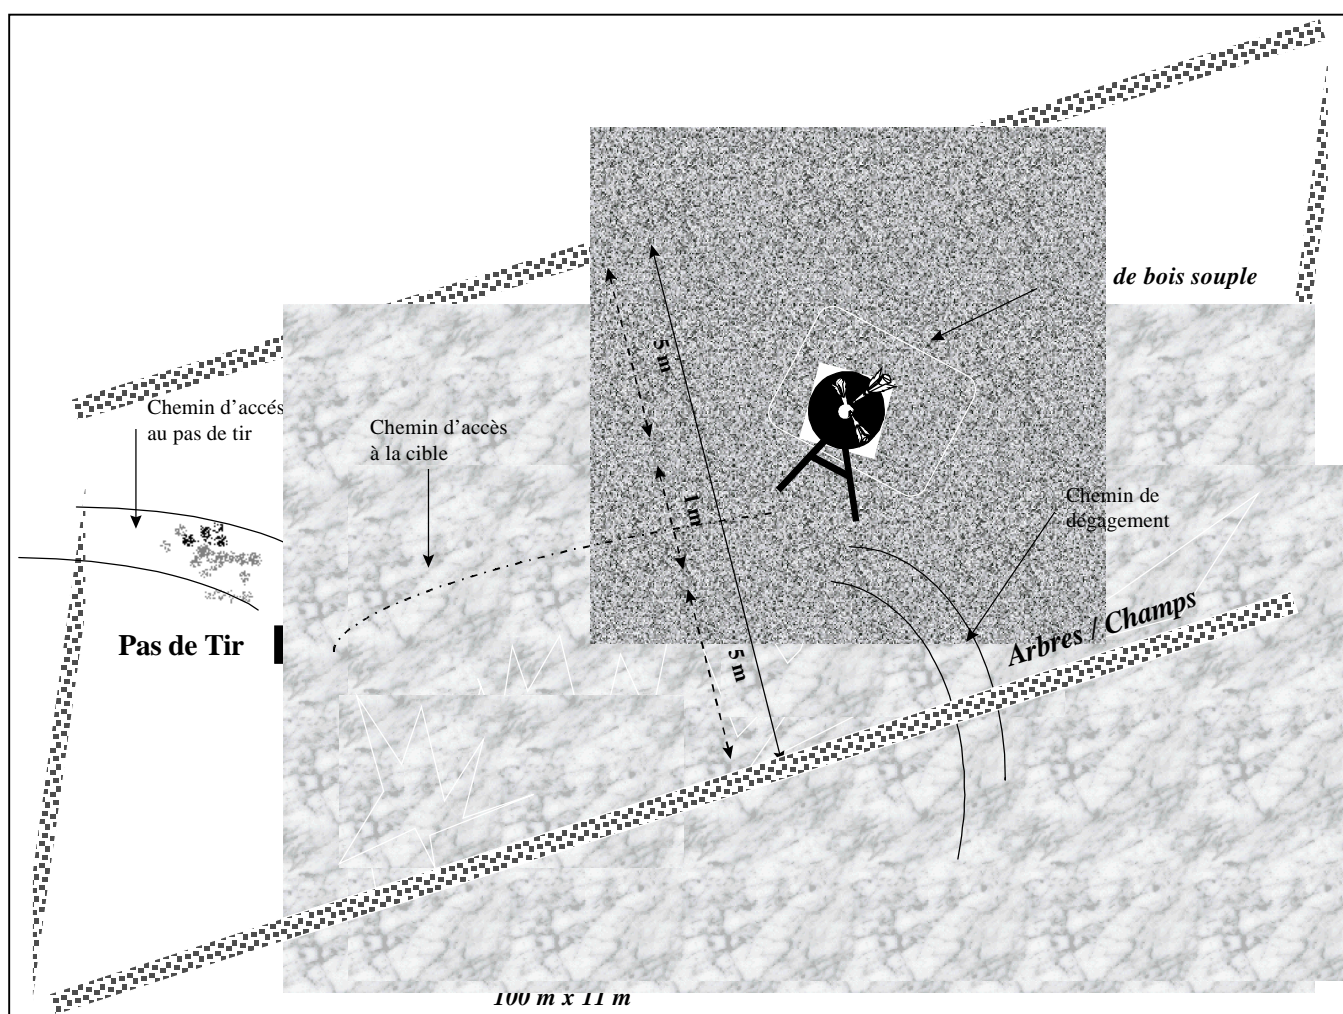 de bois souple
5 m
Chemin d’accés
au pas de tir
Chemin d’accès
à la cible
1 m
Chemin de
dégagement
Arbres / Champs
Pas de Tir
5 m
100 m x 11 m